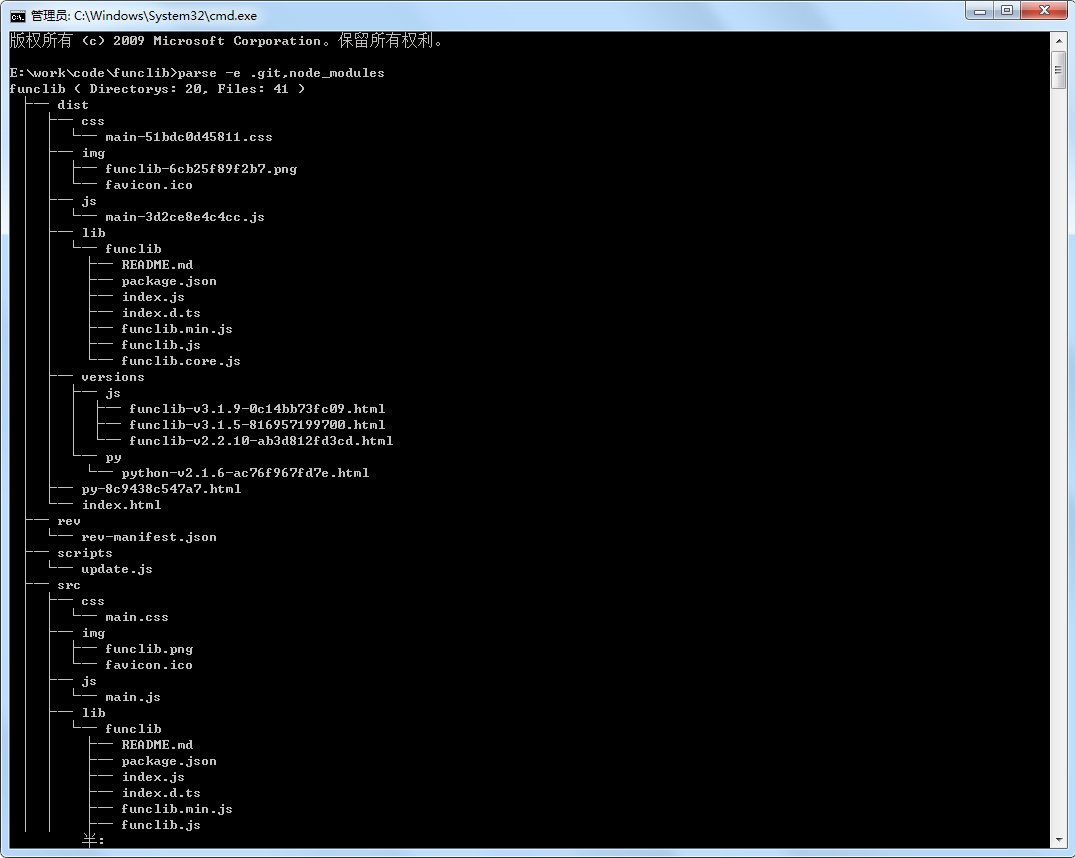 管理员: C:\Windows\System32\cmd.exe
版权所有 (c) 2009 Microsoft Corporation。保留所有权利。
E:\work\code\funclib>parse -e .git,node_modules
funclib ( Directorys: 20, Files: 41 )
dist
css
main-51bdc0d45811.css
img
funclib-6cb25f89f2b7.png
favicon.ico
js
main-3d2ce8e4c4cc.js
lib
funclib
README.md
package.json
index.js
index.d.ts
funclib.min.js
funclib.js
funclib.core.js
versions
js
funclib-v3.1.9-0c14bb73fc09.html
funclib-v3.1.5-816957199700.html
funclib-v2.2.10-ab3d812fd3cd.html
py
python-v2.1.6-ac76f967fd7e.html
py-8c9438c547a7.html
index.html
rev
rev-manifest.json
scripts
update.js
src
css
main.css
img
funclib.png
favicon.ico
js
main.js
lib
funclib
README.md
package.json
index.js
index.d.ts
funclib.min.js
funclib.js
半: